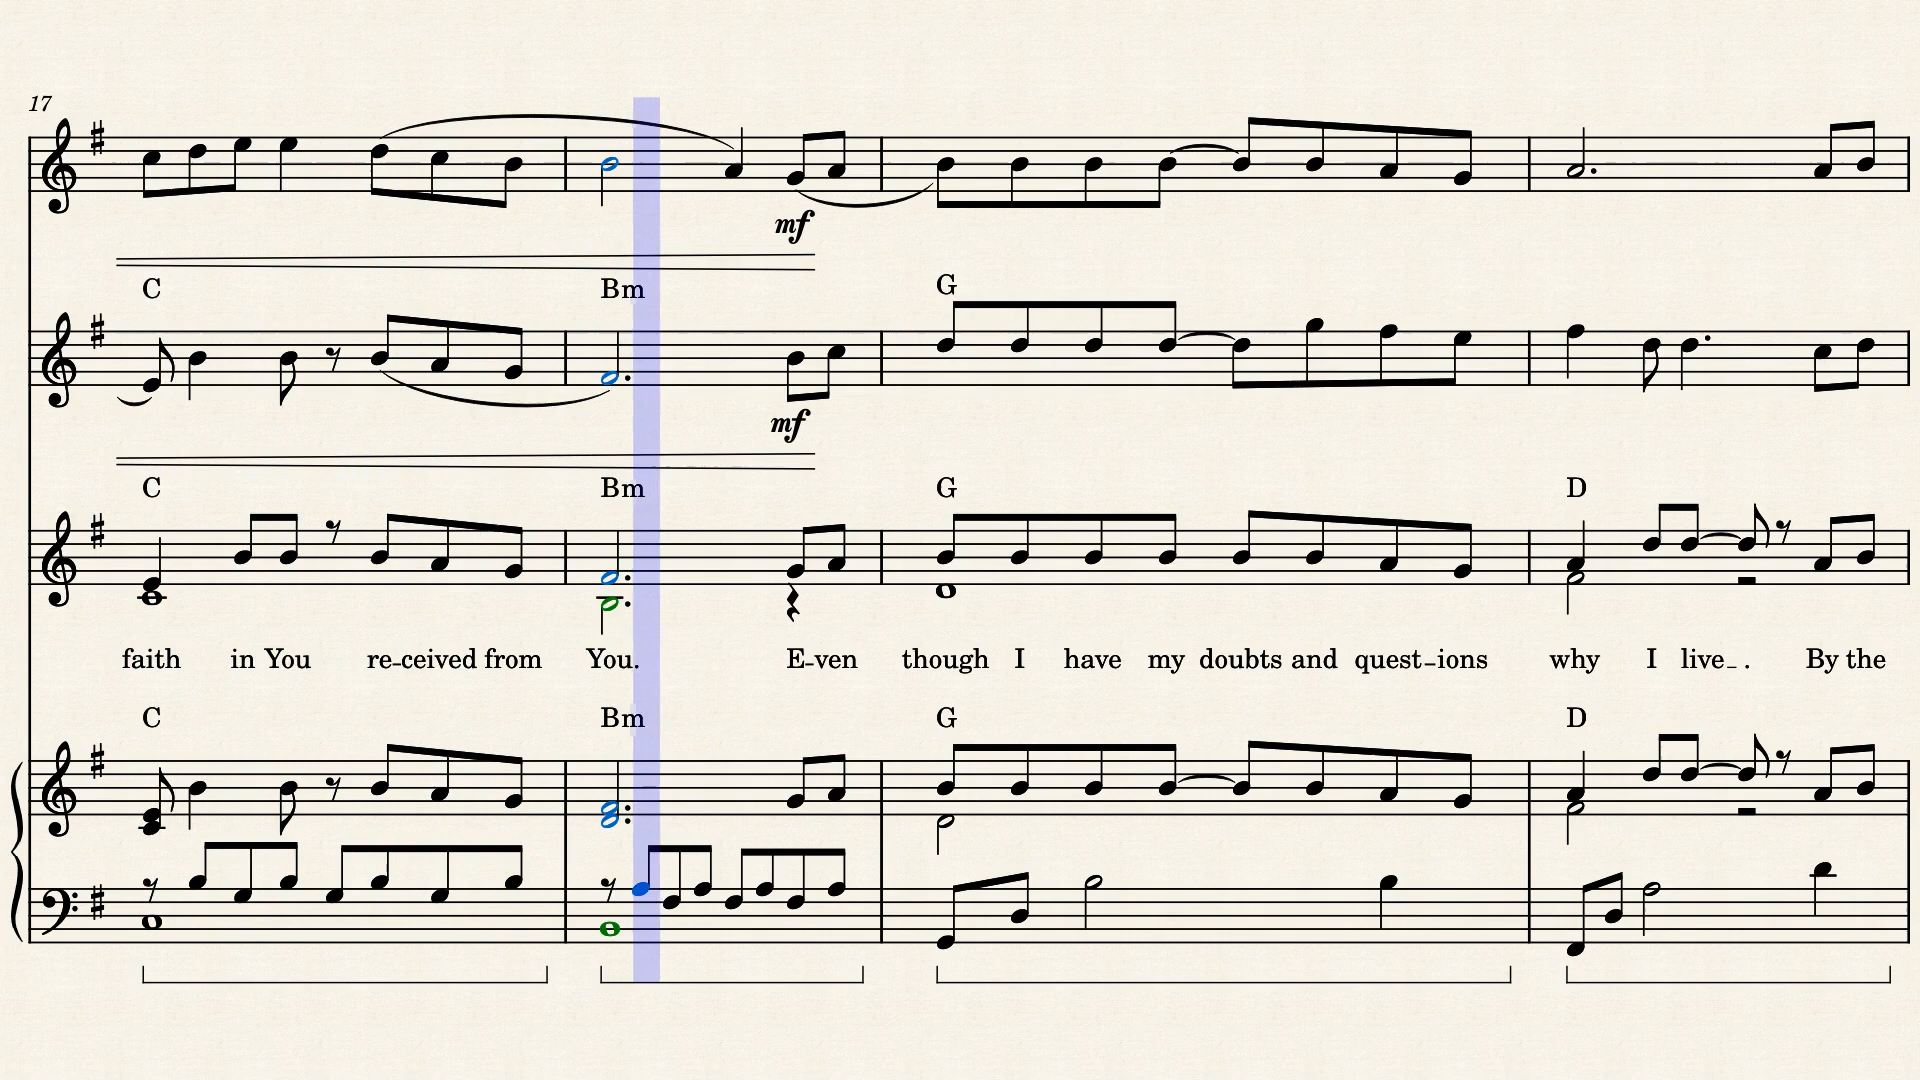 17
mf
C Bm G
mf
C Bm G D
faith in You re-ceived from You. E-ven though I have my doubts and quest-ions why I live_ . By the
C Bm G D